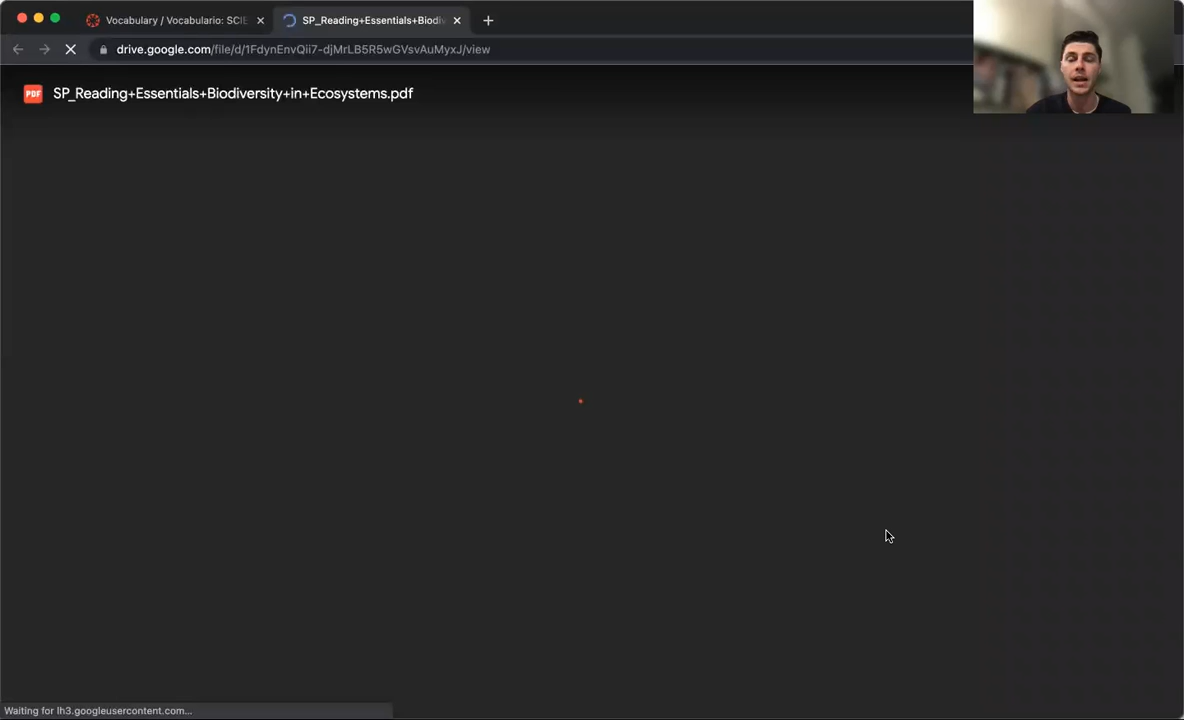 Vocabulary / Vocabulario: SCIE
SP_Reading+Essentials+Biodiv
drive.google.com/file/d/1FdynEnvQii7-djMrLB5R5wGVsvAuMyxJ/view
PDF SP_Reading+Essentials+Biodiversity+in+Ecosystems.pdf
Waiting for lh3.googleusercontent.com...